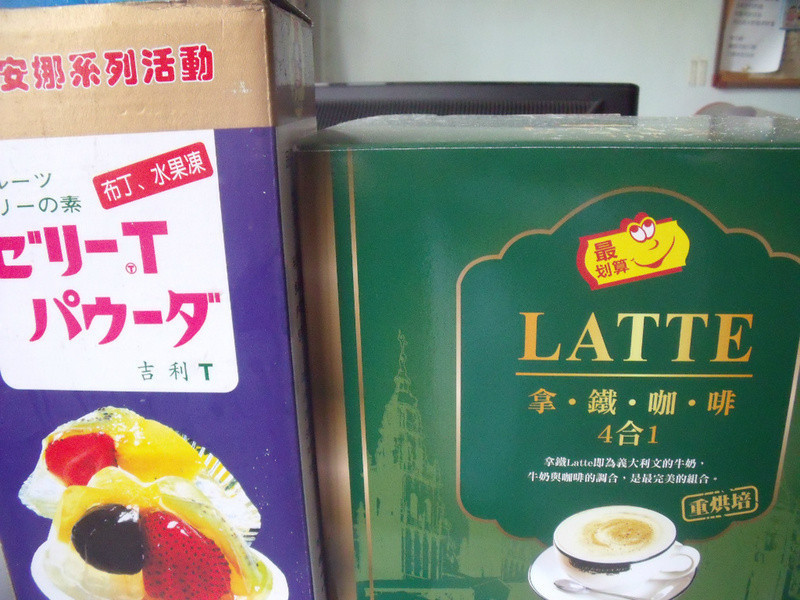 安娜系列活動
布丁、水果凍
ルーツ
リーの素
ゼリーT
パウーダ
吉利T
最
划算
LATTE
拿·鐵·咖·啡
4合1
拿鐵Latte即為義大利文的牛奶，
牛奶與咖啡的調合，是最完美的組合。
重烘培